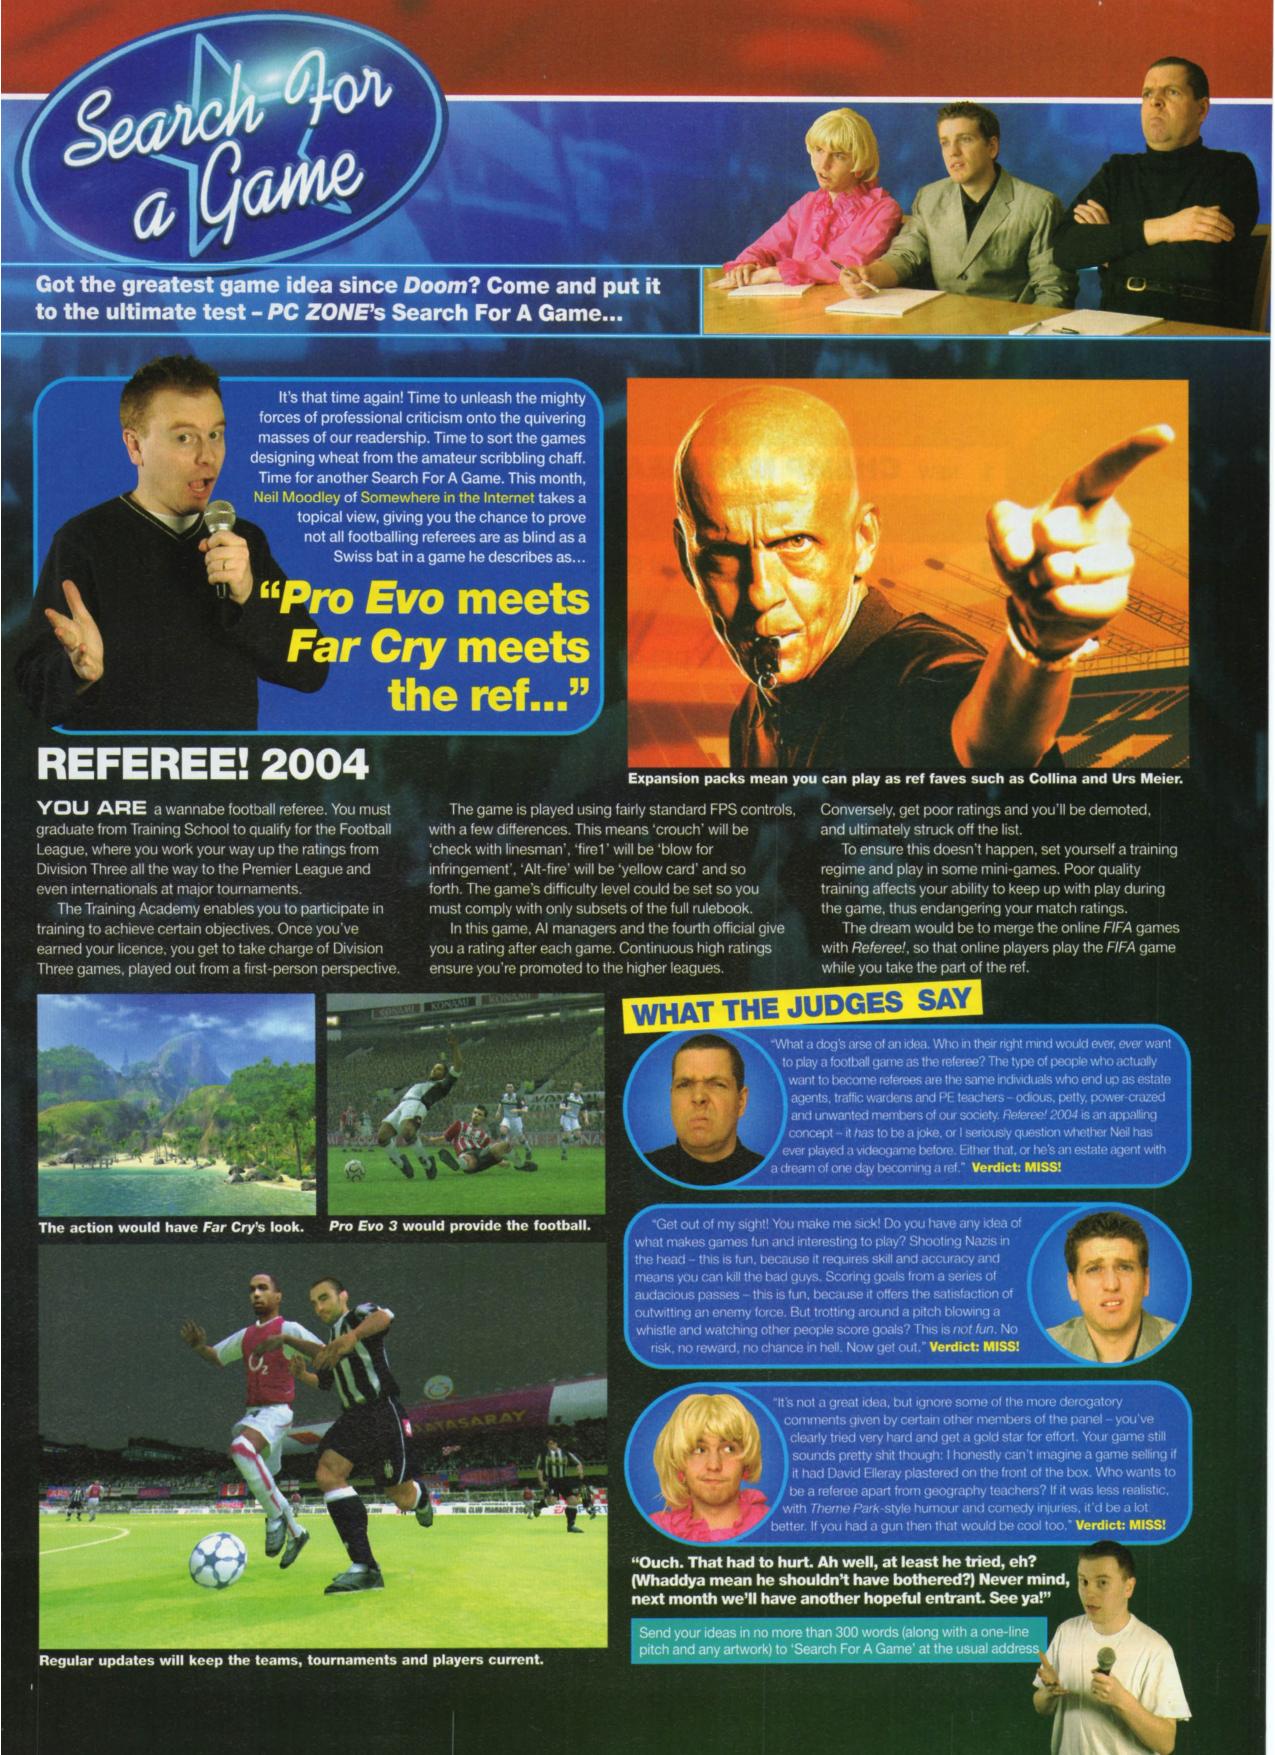 Search For
a Game
Got the greatest game idea since Doom? Come and put it
to the ultimate test – PC ZONE's Search For A Game...
It's that time again! Time to unleash the mighty
forces of professional criticism onto the quivering
masses of our readership. Time to sort the games
designing wheat from the amateur scribbling chaff.
Time for another Search For A Game. This month,
Neil Moodley of Somewhere in the Internet takes a
topical view, giving you the chance to prove
not all footballing referees are as blind as a
Swiss bat in a game he describes as...
“Pro Evo meets
Far Cry meets
the ref...”
Expansion packs mean you can play as ref faves such as Collina and Urs Meier.
REFEREE! 2004
YOU ARE a wannabe football referee. You must
graduate from Training School to qualify for the Football
League, where you work your way up the ratings from
Division Three all the way to the Premier League and
even internationals at major tournaments.
The Training Academy enables you to participate in
training to achieve certain objectives. Once you've
earned your licence, you get to take charge of Division
Three games, played out from a first-person perspective.
The game is played using fairly standard FPS controls,
with a few differences. This means 'crouch' will be
'check with linesman', 'fire1' will be 'blow for
infringement', 'Alt-fire' will be 'yellow card' and so
forth. The game's difficulty level could be set so you
must comply with only subsets of the full rulebook.
In this game, AI managers and the fourth official give
you a rating after each game. Continuous high ratings
ensure you're promoted to the higher leagues.
Conversely, get poor ratings and you'll be demoted,
and ultimately struck off the list.
To ensure this doesn't happen, set yourself a training
regime and play in some mini-games. Poor quality
training affects your ability to keep up with play during
the game, thus endangering your match ratings.
The dream would be to merge the online FIFA games
with Referee!, so that online players play the FIFA game
while you take the part of the ref.
KONAMI KONAMI
The action would have Far Cry's look.
Pro Evo 3 would provide the football.
O2
GALATASARAY
Regular updates will keep the teams, tournaments and players current.
WHAT THE JUDGES SAY
“What a dog's arse of an idea. Who in their right mind would ever, ever want
to play a football game as the referee? The type of people who actually
want to become referees are the same individuals who end up as estate
agents, traffic wardens and PE teachers – odious, petty, power-crazed
and unwanted members of our society. Referee! 2004 is an appalling
concept – it has to be a joke, or I seriously question whether Neil has
ever played a videogame before. Either that, or he's an estate agent with
a dream of one day becoming a ref.” Verdict: MISS!
“Get out of my sight! You make me sick! Do you have any idea of
what makes games fun and interesting to play? Shooting Nazis in
the head – this is fun, because it requires skill and accuracy and
means you can kill the bad guys. Scoring goals from a series of
audacious passes – this is fun, because it offers the satisfaction of
outwitting an enemy force. But trotting around a pitch blowing a
whistle and watching other people score goals? This is not fun. No
risk, no reward, no chance in hell. Now get out.” Verdict: MISS!
“It's not a great idea, but ignore some of the more derogatory
comments given by certain other members of the panel – you've
clearly tried very hard and get a gold star for effort. Your game still
sounds pretty shit though: I honestly can't imagine a game selling if
it had David Elleray plastered on the front of the box. Who wants to
be a referee apart from geography teachers? If it was less realistic,
with Theme Park-style humour and comedy injuries, it'd be a lot
better. If you had a gun then that would be cool too.” Verdict: MISS!
“Ouch. That had to hurt. Ah well, at least he tried, eh?
(Whaddya mean he shouldn't have bothered?) Never mind,
next month we'll have another hopeful entrant. See ya!”
Send your ideas in no more than 300 words (along with a one-line
pitch and any artwork) to 'Search For A Game' at the usual address